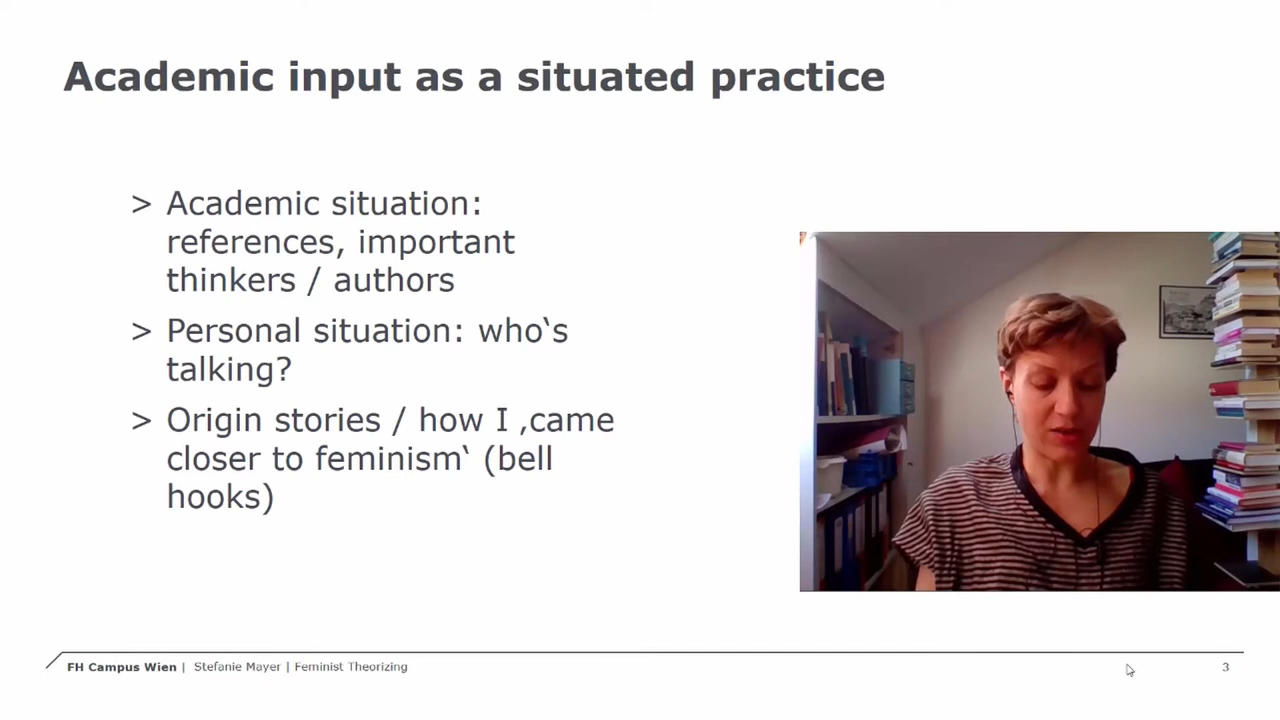 Academic input as a situated practice
> Academic situation:
references, important
thinkers / authors
> Personal situation: who‘s
talking?
> Origin stories / how I ‚came
closer to feminism‘ (bell
hooks)
FH Campus Wien | Stefanie Mayer | Feminist Theorizing
3